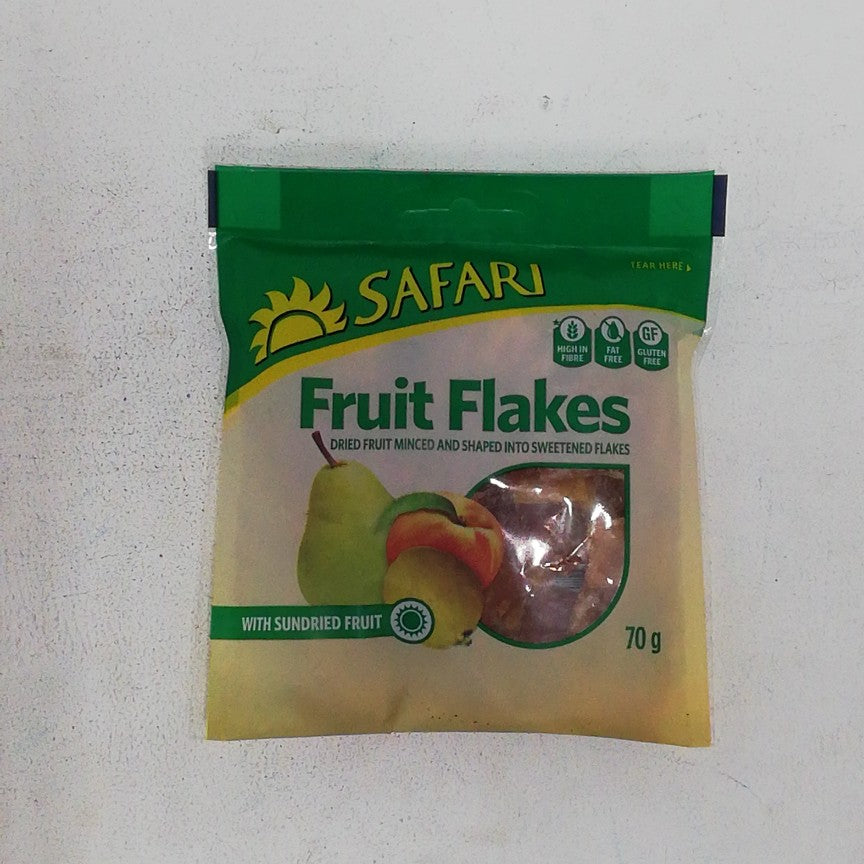 SAFARI
TEAR HERE
HIGH IN
FIBRE
FAT
FREE
GF
GLUTEN
FREE
Fruit Flakes
DRIED FRUIT MINCED AND SHAPED INTO SWEETENED FLAKES
WITH SUNDRIED FRUIT
70 g